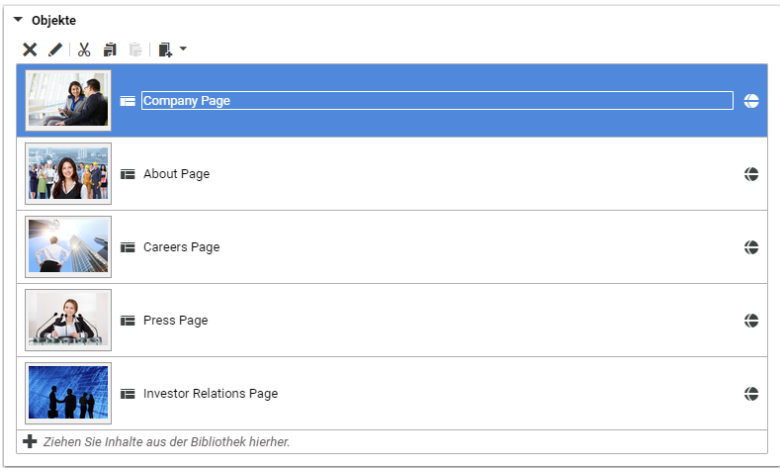 Objekte
Company Page
About Page
Careers Page
Press Page
Investor Relations Page
Ziehen Sie Inhalte aus der Bibliothek hierher.